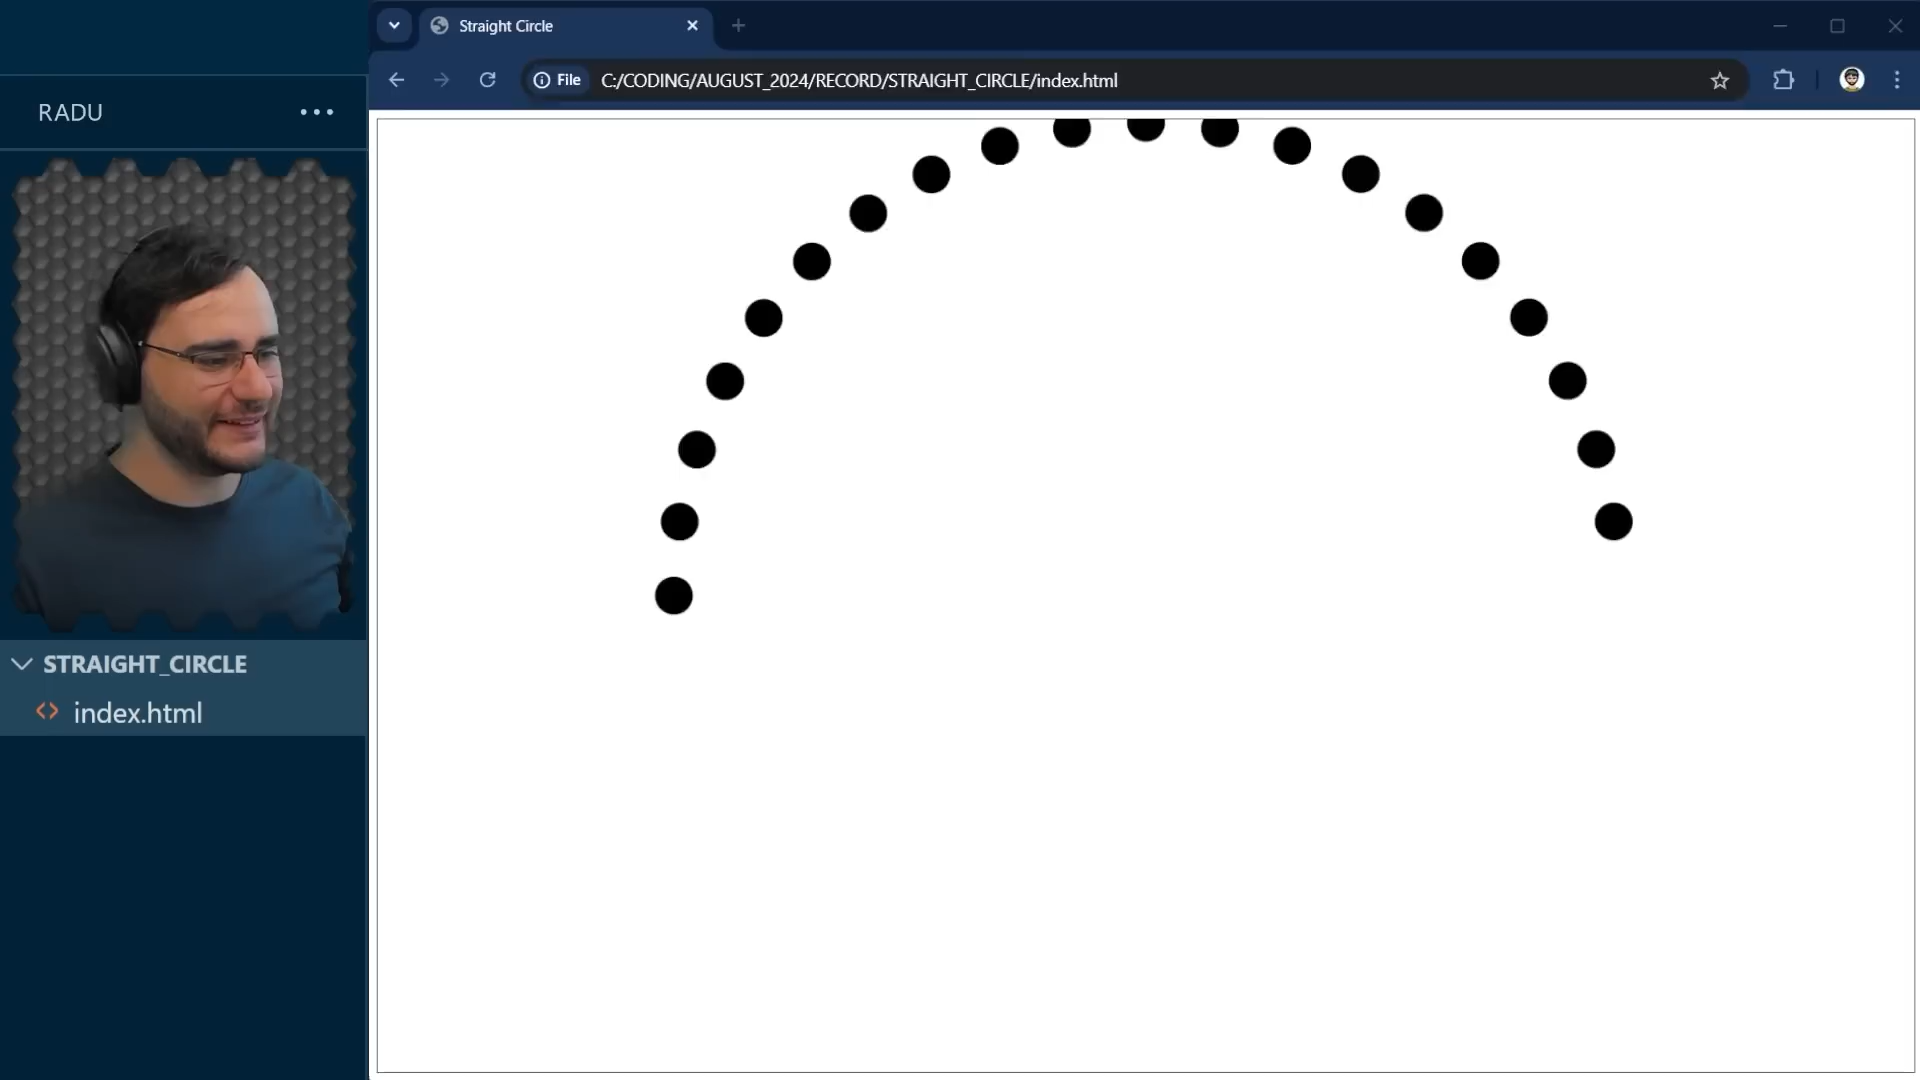 Straight Circle
File C:/CODING/AUGUST_2024/RECORD/STRAIGHT_CIRCLE/index.html
RADU
STRAIGHT_CIRCLE
index.html